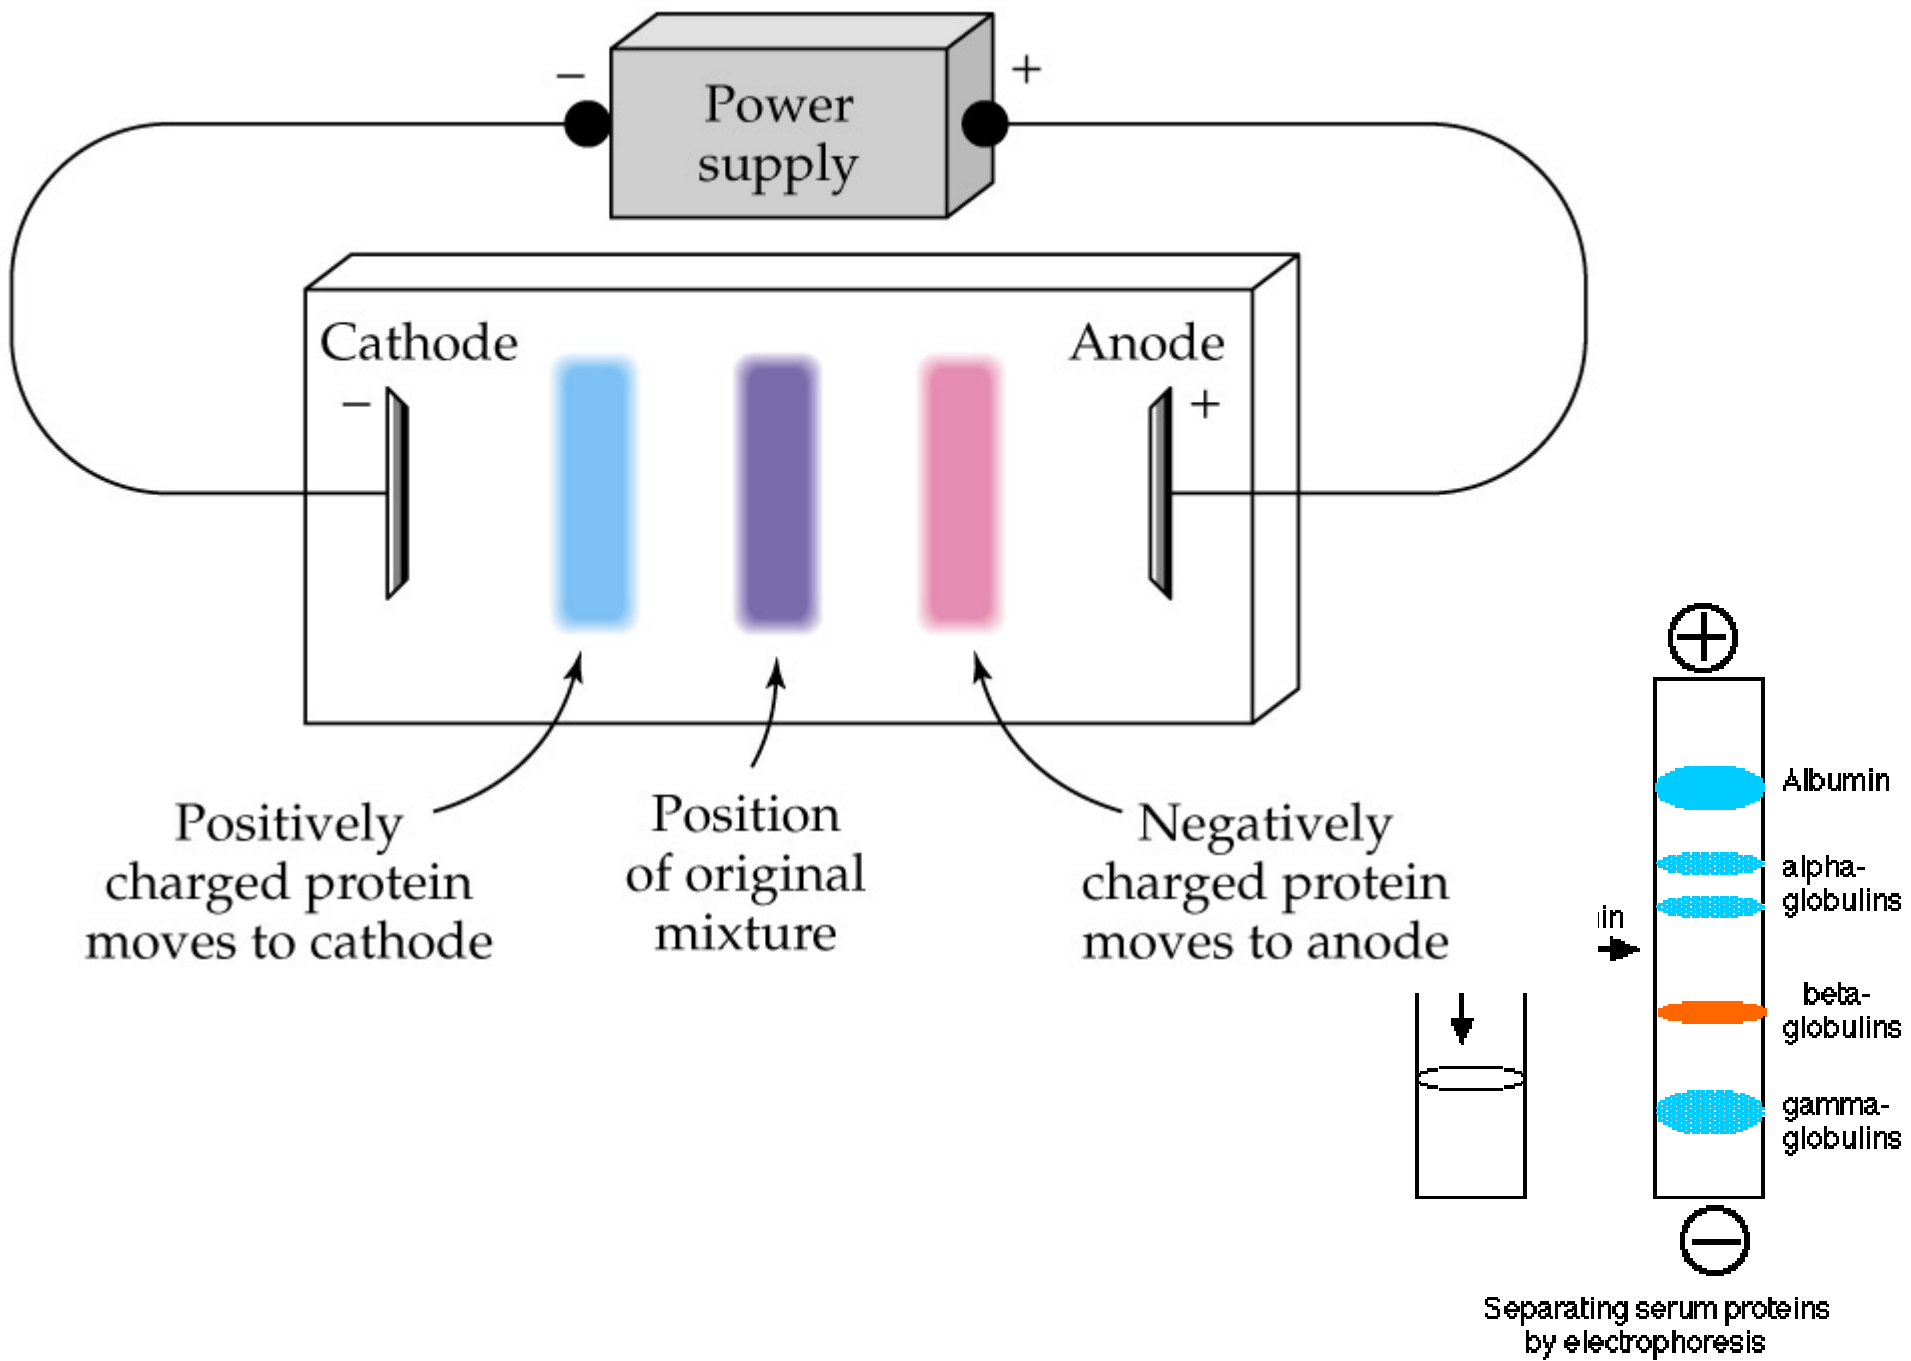 −
+
Power
supply
Cathode
Anode
−
+
Positively
charged protein
moves to cathode
Position
of original
mixture
Negatively
charged protein
moves to anode
+
Albumin
alpha-
globulins
in
beta-
globulins
gamma-
globulins
−
Separating serum proteins
by electrophoresis